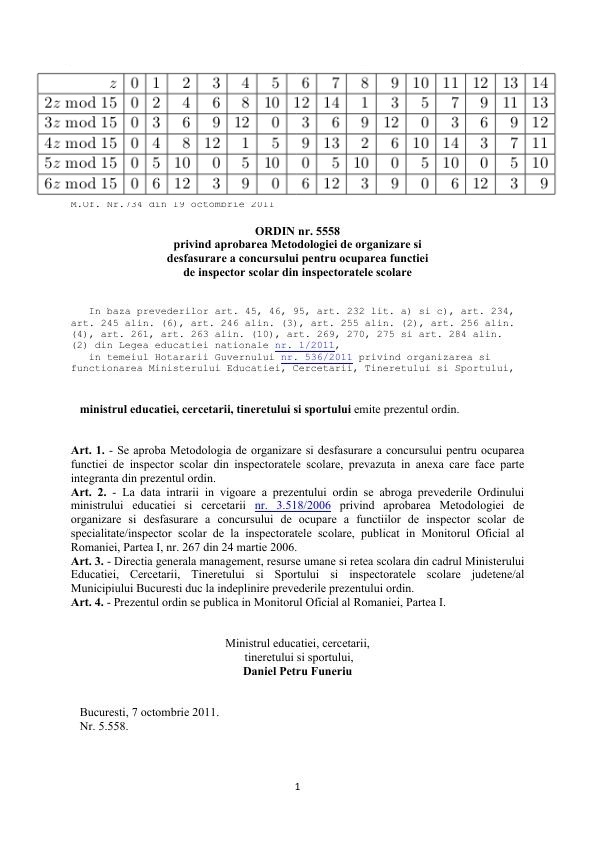 z 0 1 2 3 4 5 6 7 8 9 10 11 12 13 14
2z mod 15 0 2 4 6 8 10 12 14 1 3 5 7 9 11 13
3z mod 15 0 3 6 9 12 0 3 6 9 12 0 3 6 9 12
4z mod 15 0 4 8 12 1 5 9 13 2 6 10 14 3 7 11
5z mod 15 0 5 10 0 5 10 0 5 10 0 5 10 0 5 10
6z mod 15 0 6 12 3 9 0 6 12 3 9 0 6 12 3 9
M.Of. Nr.734 din 19 octombrie 2011
ORDIN nr. 5558
privind aprobarea Metodologiei de organizare si
desfasurare a concursului pentru ocuparea functiei
de inspector scolar din inspectoratele scolare
In baza prevederilor art. 45, 46, 95, art. 232 lit. a) si c), art. 234,
art. 245 alin. (6), art. 246 alin. (3), art. 255 alin. (2), art. 256 alin.
(4), art. 261, art. 263 alin. (10), art. 269, 270, 275 si art. 284 alin.
(2) din Legea educatiei nationale nr. 1/2011,
in temeiul Hotararii Guvernului nr. 536/2011 privind organizarea si
functionarea Ministerului Educatiei, Cercetarii, Tineretului si Sportului,
ministrul educatiei, cercetarii, tineretului si sportului emite prezentul ordin.
Art. 1. - Se aproba Metodologia de organizare si desfasurare a concursului pentru ocuparea
functiei de inspector scolar din inspectoratele scolare, prevazuta in anexa care face parte
integranta din prezentul ordin.
Art. 2. - La data intrarii in vigoare a prezentului ordin se abroga prevederile Ordinului
ministrului educatiei si cercetarii nr. 3.518/2006 privind aprobarea Metodologiei de
organizare si desfasurare a concursului de ocupare a functiilor de inspector scolar de
specialitate/inspector scolar de la inspectoratele scolare, publicat in Monitorul Oficial al
Romaniei, Partea I, nr. 267 din 24 martie 2006.
Art. 3. - Directia generala management, resurse umane si retea scolara din cadrul Ministerului
Educatiei, Cercetarii, Tineretului si Sportului si inspectoratele scolare judetene/al
Municipiului Bucuresti duc la indeplinire prevederile prezentului ordin.
Art. 4. - Prezentul ordin se publica in Monitorul Oficial al Romaniei, Partea I.
Ministrul educatiei, cercetarii,
tineretului si sportului,
Daniel Petru Funeriu
Bucuresti, 7 octombrie 2011.
Nr. 5.558.
1